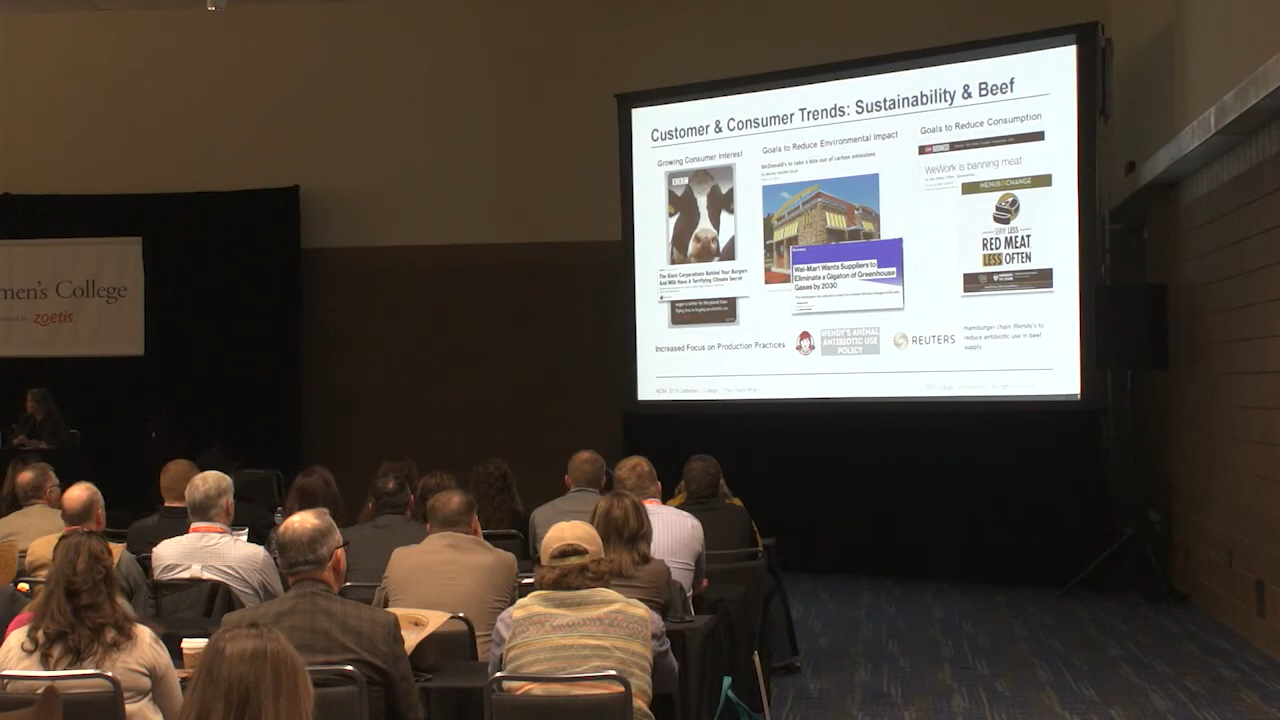 Customer & Consumer Trends: Sustainability & Beef
Growing Consumer Interest
BBC
The Giant Corporations Behind Your Burgers
And Milk Have A Terrifying Climate Secret
Goals to Reduce Environmental Impact
McDonald's to take a bite out of carbon emissions
Wal-Mart Wants Suppliers to
Eliminate a Gigaton of Greenhouse
Gases by 2030
Goals to Reduce Consumption
BUSINESS
WeWork is banning meat
MENUS CHANGE
SERVE LESS
RED MEAT
LESS OFTEN
Increased Focus on Production Practices
WENDY'S ANIMAL
ANTIBIOTIC USE
POLICY
REUTERS
Hamburger chain Wendy's to
reduce antibiotic use in beef
supply
men's College
zoetis